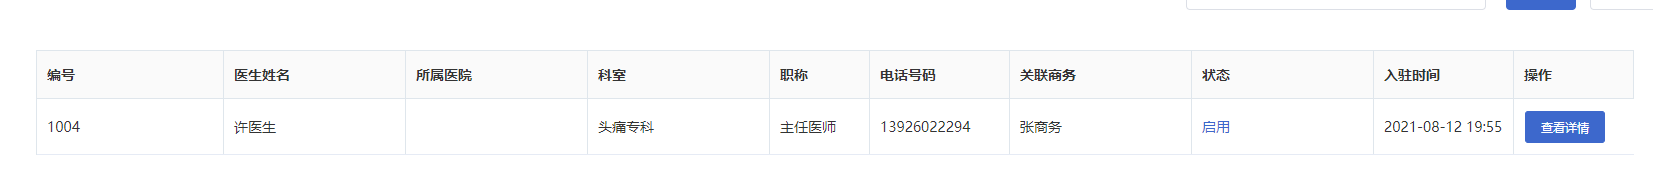 编号 医生姓名 所属医院 科室 职称 电话号码 关联商务 状态 入驻时间 操作
1004 许医生 头痛专科 主任医师 13926022294 张商务 启用 2021-08-12 19:55 查看详情